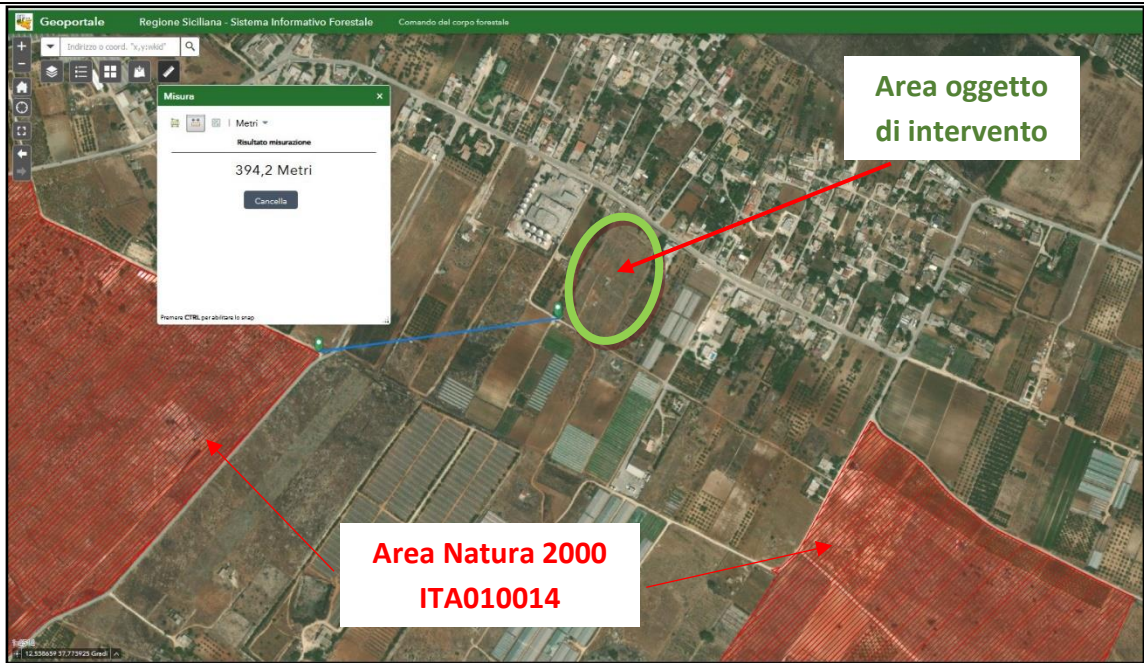 Geoportale Regione Siciliana - Sistema Informativo Forestale Comando del corpo forestale
Indirizzo o coord. "x,y:wkid"
Misura
Metri
Risultato misurazione
394,2 Metri
Cancella
Premere CTRL per abilitare lo snap
Area oggetto
di intervento
Area Natura 2000
ITA010014
12,538659 37,773925 Gradi